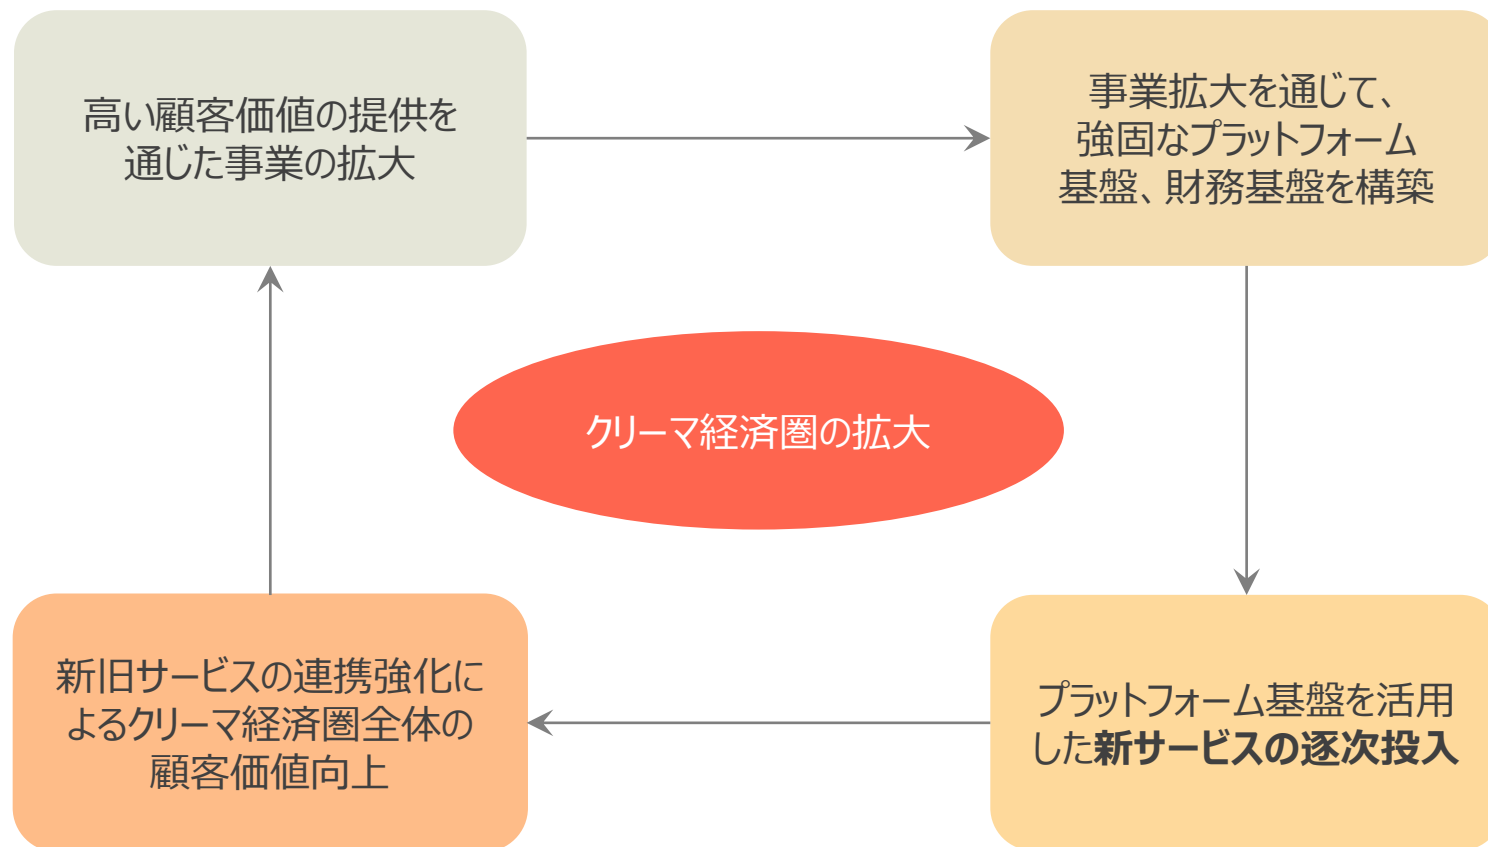 高い顧客価値の提供を
通じた事業の拡大
事業拡大を通じて、
強固なプラットフォーム
基盤、財務基盤を構築
クリーマ経済圏の拡大
新旧サービスの連携強化に
よるクリーマ経済圏全体の
顧客価値向上
プラットフォーム基盤を活用
した新サービスの逐次投入